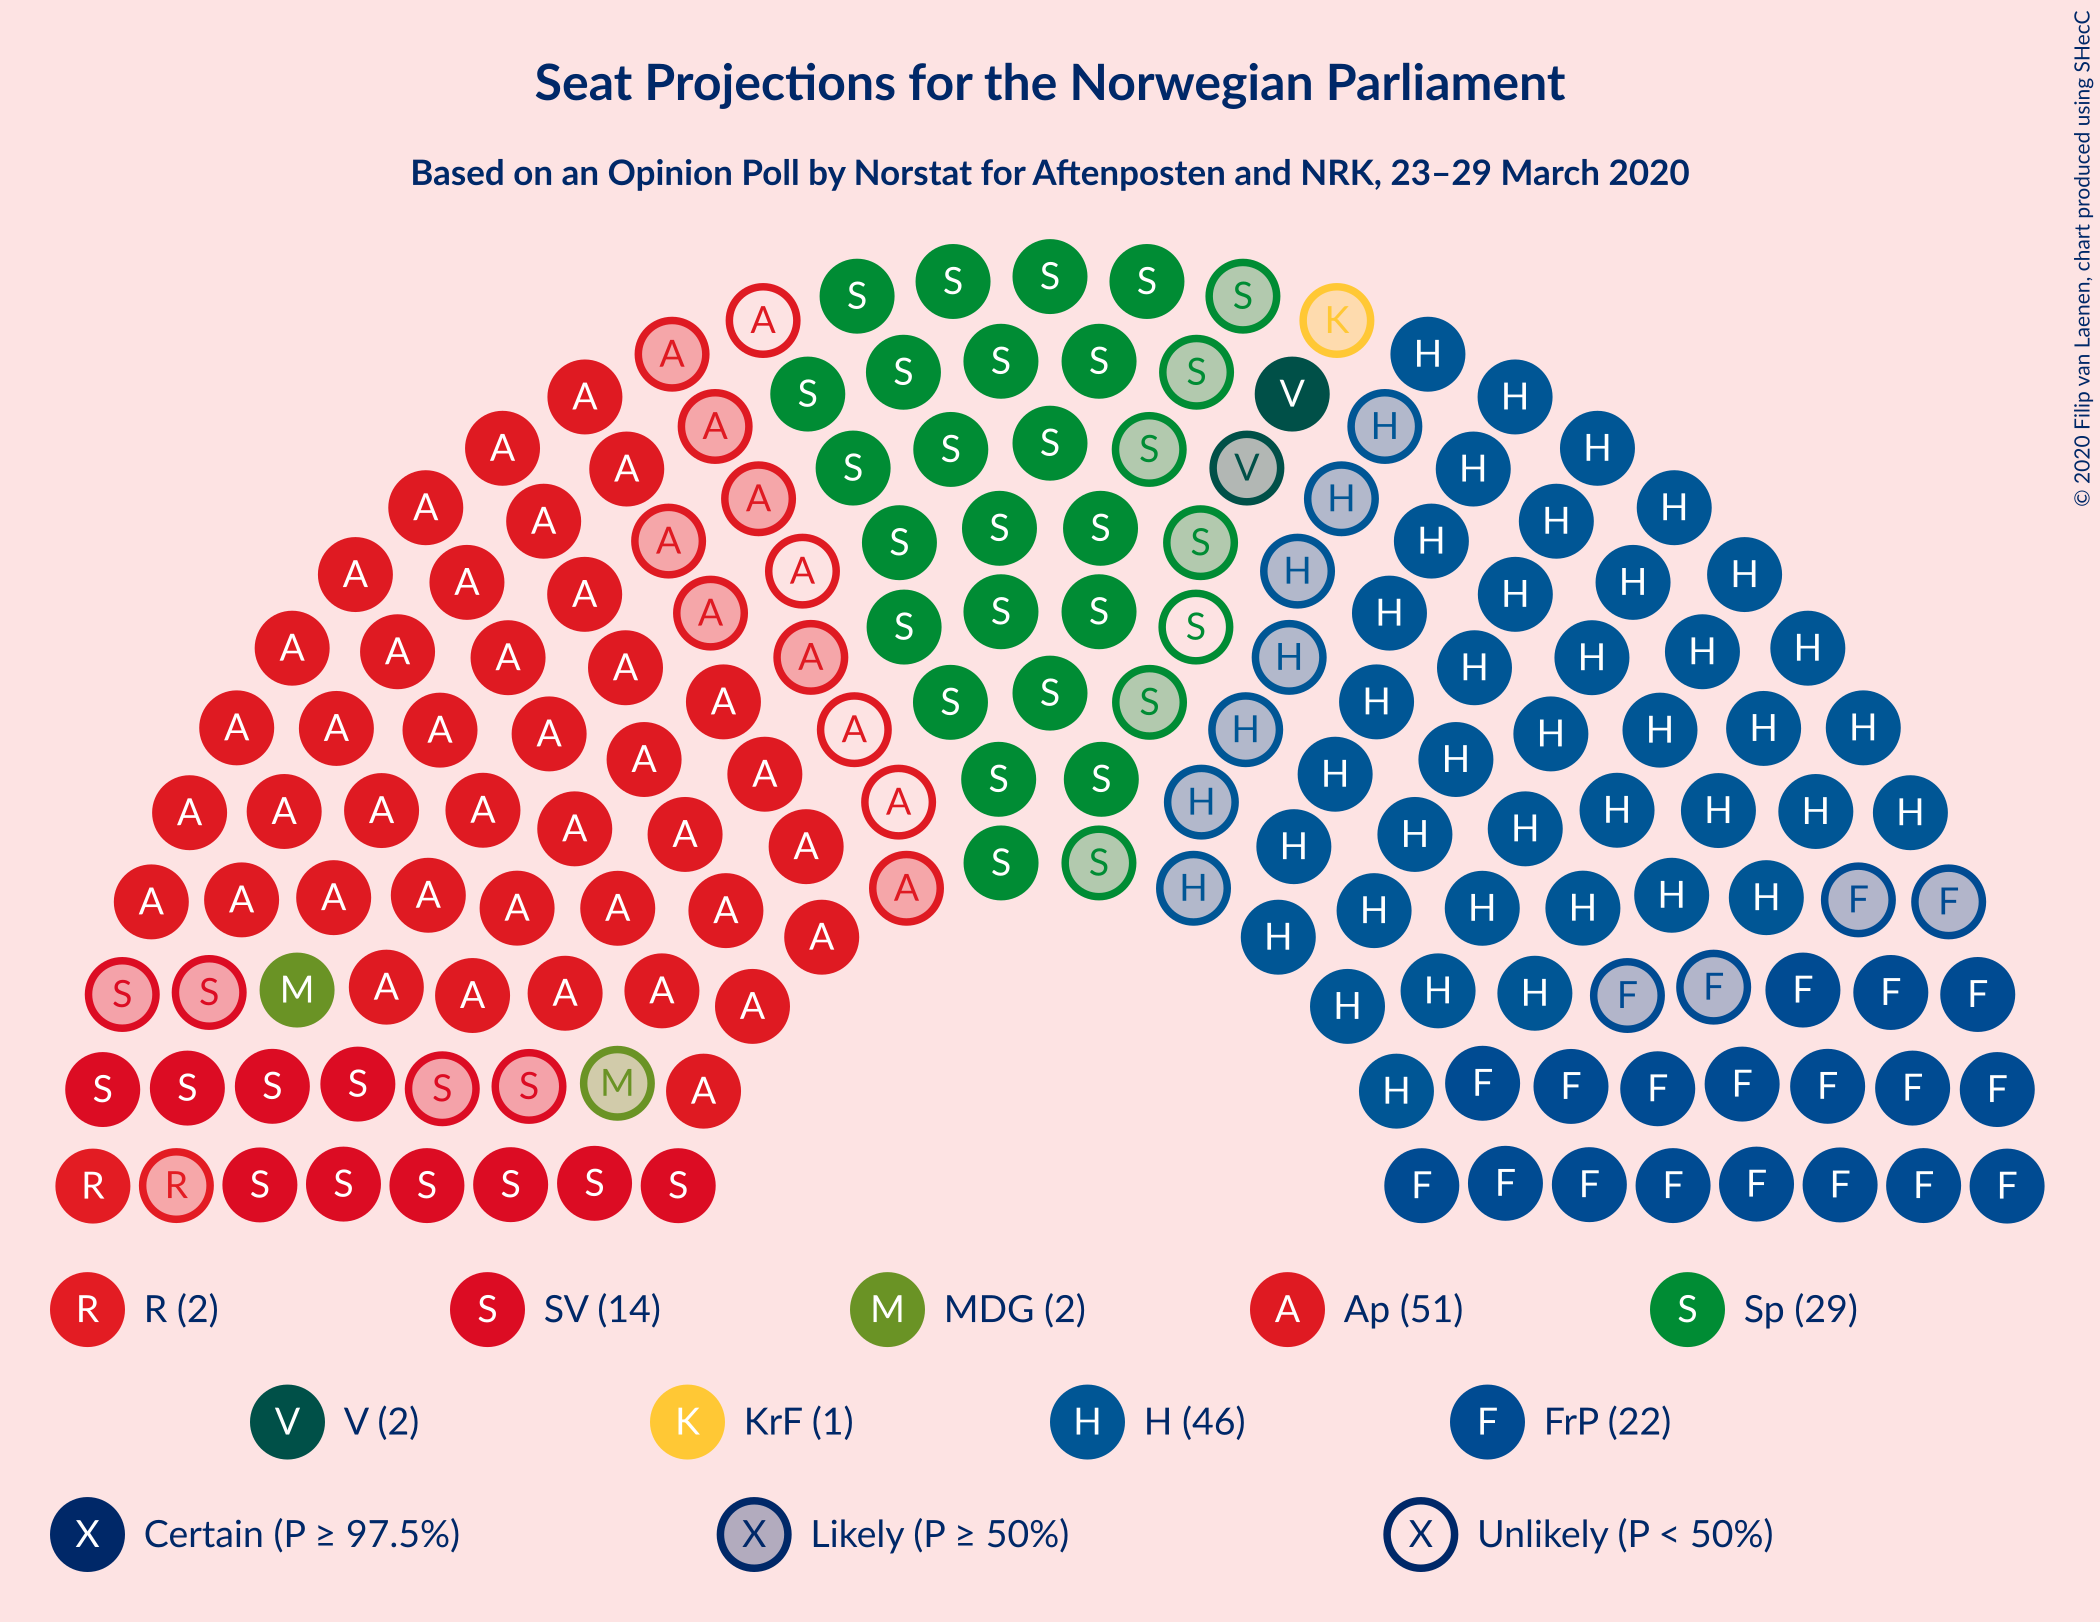 Seat Projections for the Norwegian Parliament
Based on an Opinion Poll by Norstat for Aftenposten and NRK, 23–29 March 2020
© 2020 Filip van Laenen, chart produced using SHecC
S S S S S K
A A H H
S S S S S V
A A H H
A A H H
S S S S V
A A H H
A A H H
A S S S S H
A A A A H H H H
A A H H
A S S S S H
A A A A H H H H
A A A A H H H H
A S S S H
A A A A A A H H H H H H
A A S S H H
A A A A A A H H H H H H
A A A S S H H H
A A A A A A A H H H H H F F
A H
S S M A A A A A H H H F F F F F
S S S S S S M A H F F F F F F F
R R S S S S S S F F F F F F F F
R R (2) S SV (14) M MDG (2) A Ap (51) S Sp (29)
V V (2) K KrF (1) H H (46) F FrP (22)
X Certain (P ≥ 97.5%) X Likely (P ≥ 50%) X Unlikely (P < 50%)